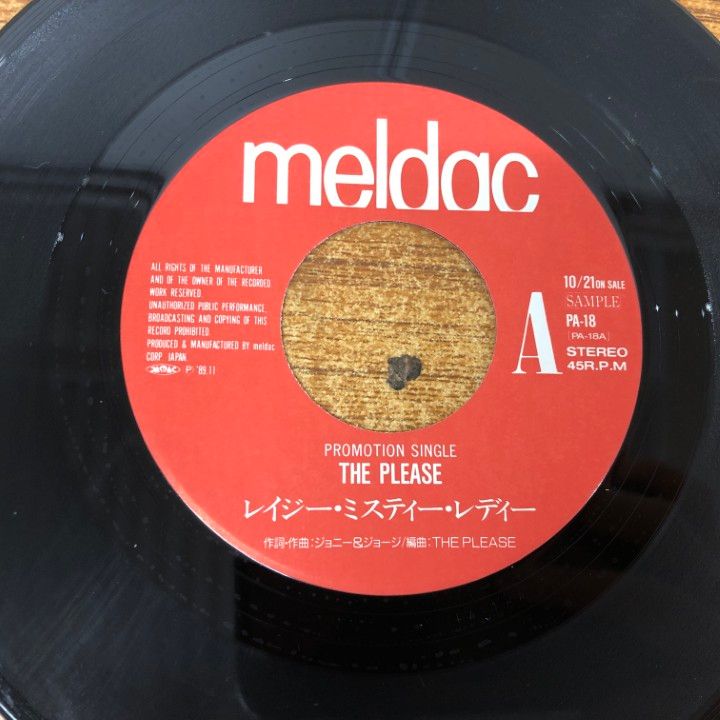 meldac
ALL RIGHTS OF THE MANUFACTURER
AND OF THE OWNER OF THE RECORDED
WORK RESERVED.
UNAUTHORIZED PUBLIC PERFORMANCE,
BROADCASTING AND COPYING OF THIS
RECORD PROHIBITED.
PRODUCED & MANUFACTURED BY meldac
CORP. JAPAN.
P '89.11
A
10/21 ON SALE
SAMPLE
PA-18
[PA-18A]
STEREO
45R.P.M
PROMOTION SINGLE
THE PLEASE
レイジー・ミスティー・レディー
作詞・作曲:ジョニー&ジョージ/編曲:THE PLEASE